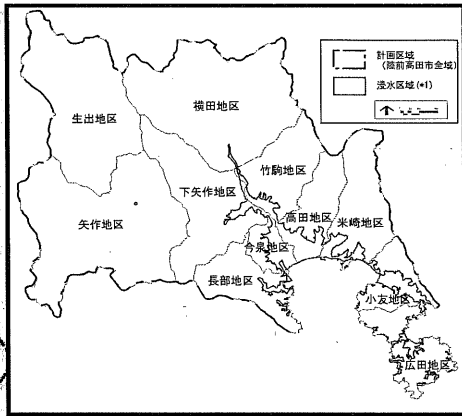 計画区域
(陸前高田市全域)
浸水区域(*1)
生出地区
横田地区
竹駒地区
下矢作地区
矢作地区
高田地区
米崎地区
今泉地区
長部地区
小友地区
広田地区